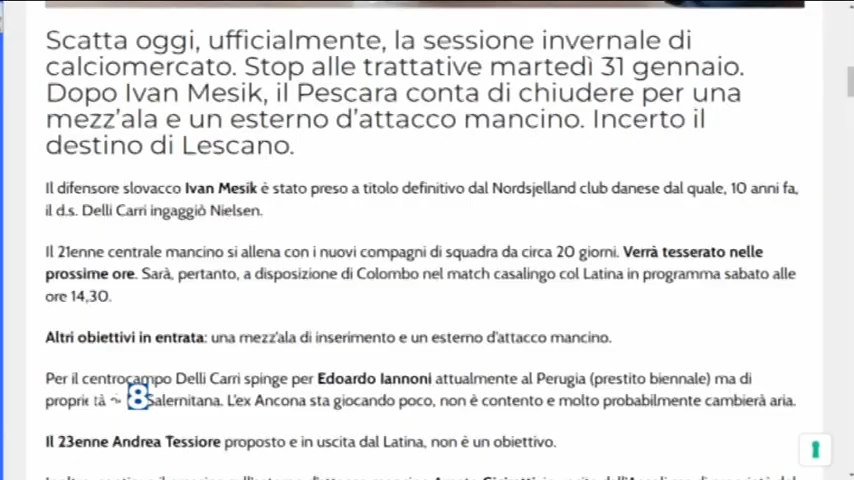 Scatta oggi, ufficialmente, la sessione invernale di
calciomercato. Stop alle trattative martedì 31 gennaio.
Dopo Ivan Mesik, il Pescara conta di chiudere per una
mezz'ala e un esterno d'attacco mancino. Incerto il
destino di Lescano.
Il difensore slovacco Ivan Mesik è stato preso a titolo definitivo dal Nordsjelland club danese dal quale, 10 anni fa,
il d.s. Delli Carri ingaggiò Nielsen.
Il 21enne centrale mancino si allena con i nuovi compagni di squadra da circa 20 giorni. Verrà tesserato nelle
prossime ore. Sarà, pertanto, a disposizione di Colombo nel match casalingo col Latina in programma sabato alle
ore 14,30.
Altri obiettivi in entrata: una mezz'ala di inserimento e un esterno d'attacco mancino.
Per il centrocampo Delli Carri spinge per Edoardo Iannoni attualmente al Perugia (prestito biennale) ma di
8 Salernitana. L'ex Ancona sta giocando poco, non è contento e molto probabilmente cambierà aria.
Il 23enne Andrea Tessiore proposto e in uscita dal Latina, non è un obiettivo.